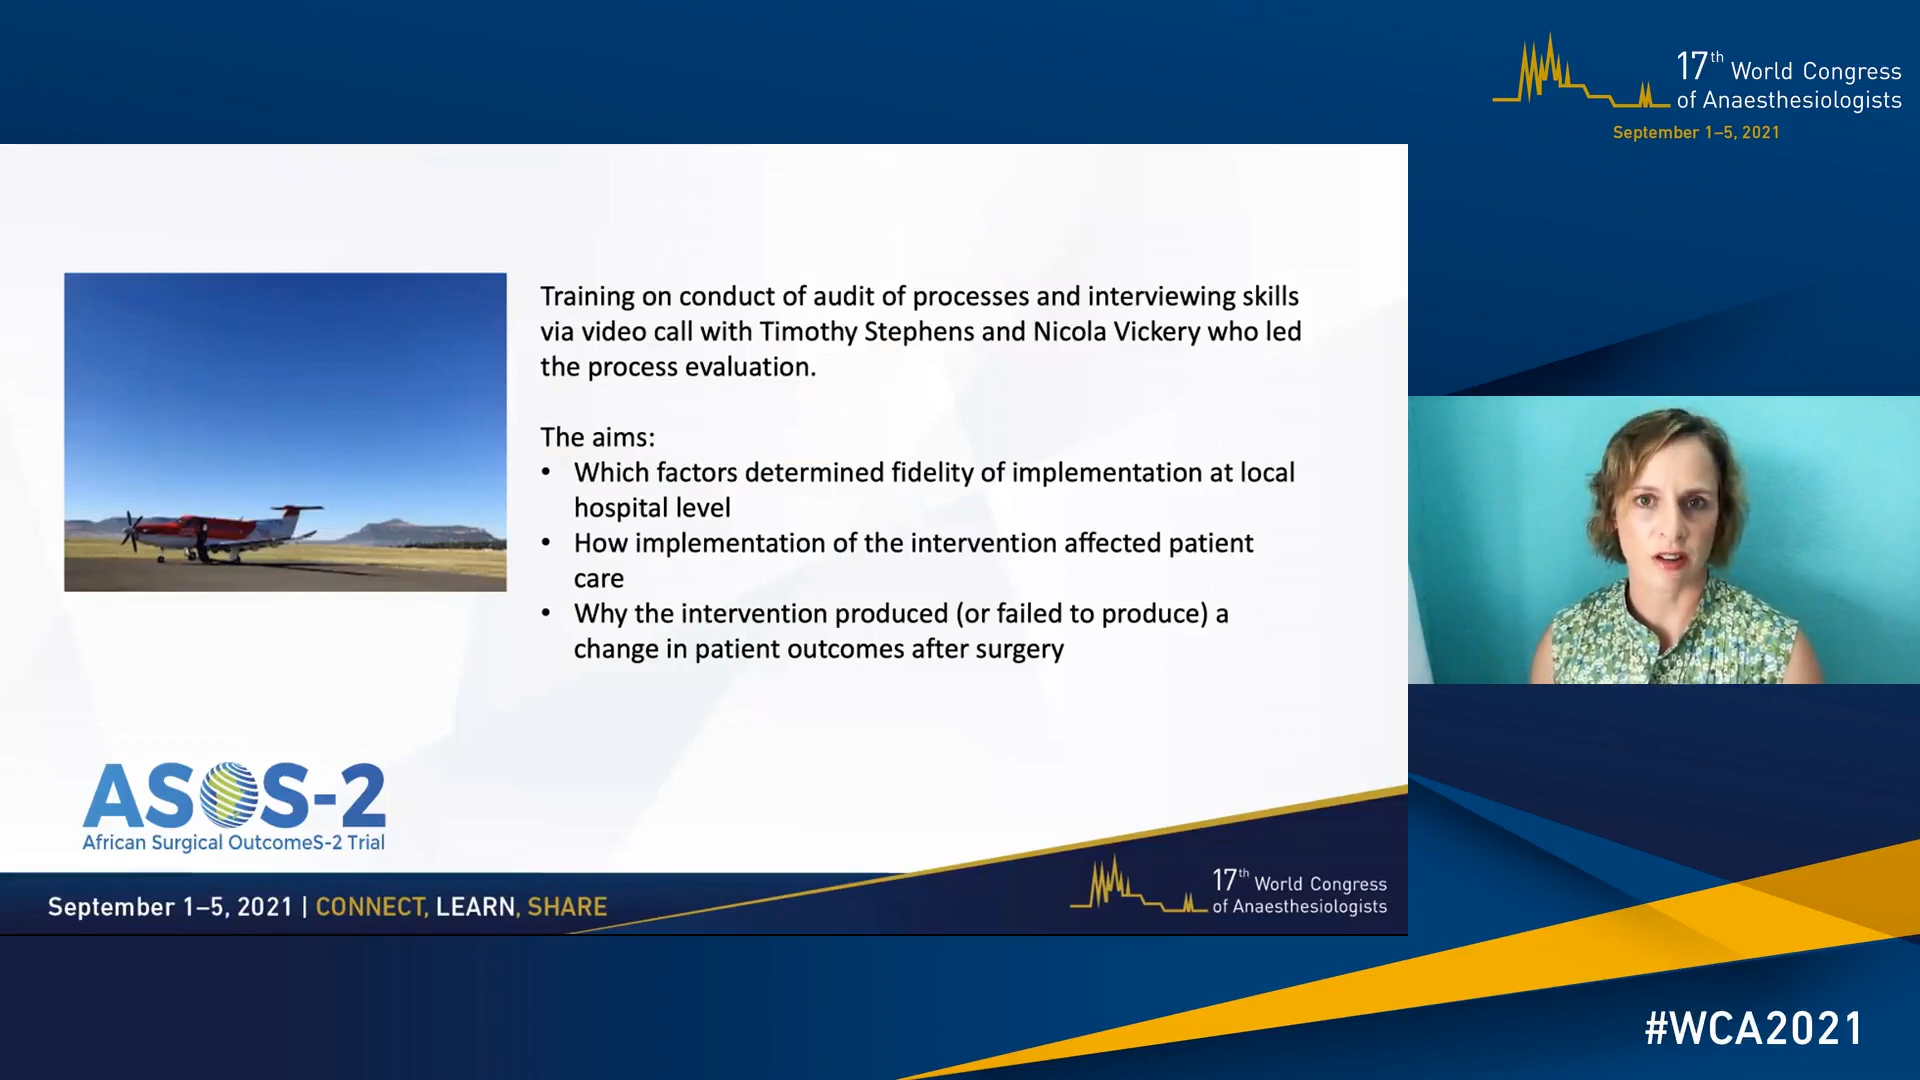 17th World Congress
of Anaesthesiologists
September 1–5, 2021
Training on conduct of audit of processes and interviewing skills
via video call with Timothy Stephens and Nicola Vickery who led
the process evaluation.
The aims:
• Which factors determined fidelity of implementation at local
hospital level
• How implementation of the intervention affected patient
care
• Why the intervention produced (or failed to produce) a
change in patient outcomes after surgery
ASOS-2
African Surgical OutcomeS-2 Trial
September 1–5, 2021 | CONNECT, LEARN, SHARE
17th World Congress
of Anaesthesiologists
#WCA2021